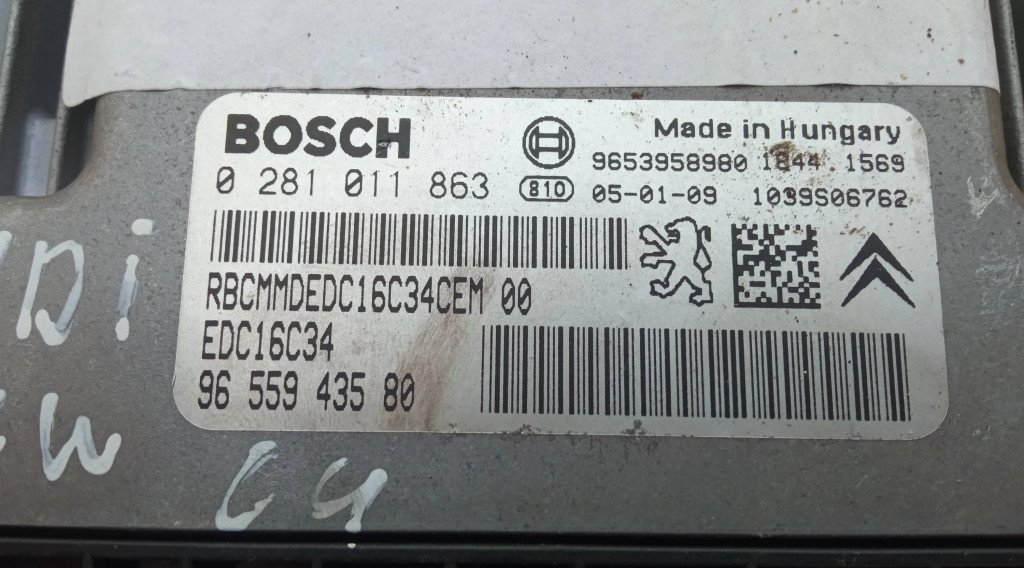 BOSCH
Made in Hungary
9653958980 1844 1569
0 281 011 863
810 05-01-09 1039S06762
RBCMMDEDC16C34CEM 00
EDC16C34
96 559 435 80
C4